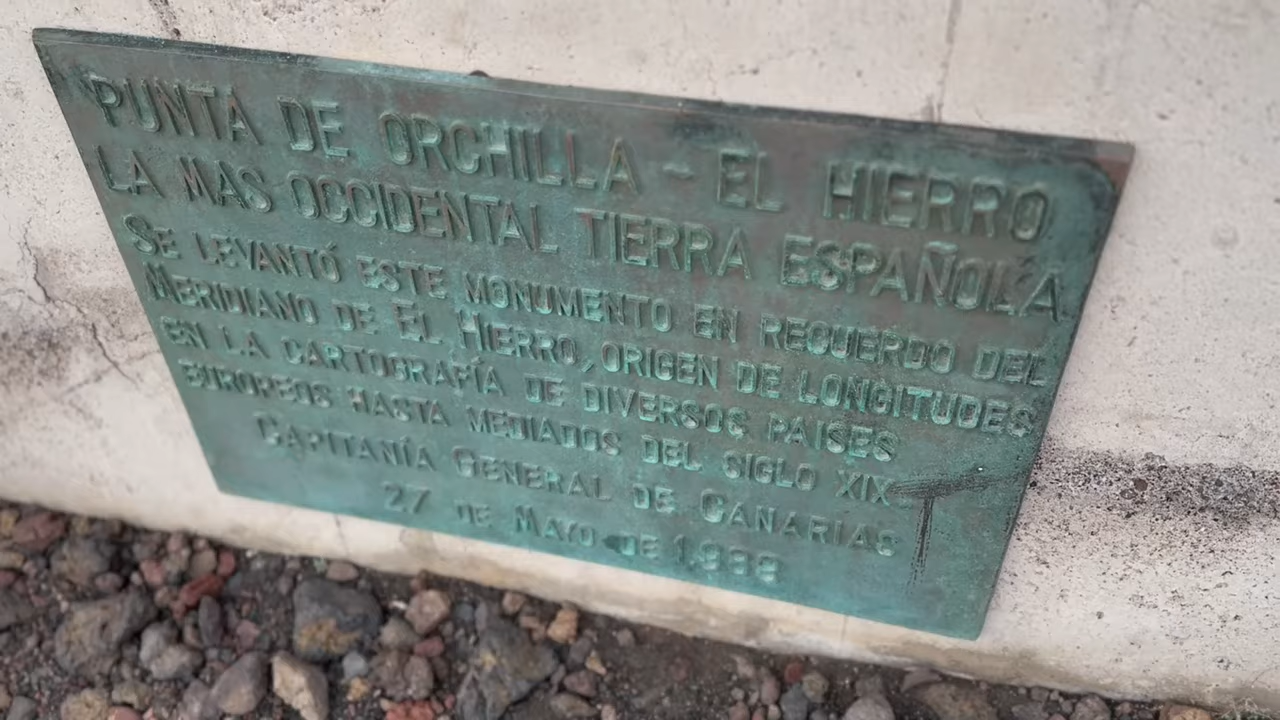 PUNTA DE ORCHILLA - EL HIERRO
LA MAS OCCIDENTAL TIERRA ESPAÑOLA
SE LEVANTÓ ESTE MONUMENTO EN RECUERDO DEL
MERIDIANO DE EL HIERRO, ORIGEN DE LONGITUDES
EN LA CARTOGRAFÍA DE DIVERSOS PAISES
EUROPEOS HASTA MEDIADOS DEL SIGLO XIX
CAPITANÍA GENERAL DE CANARIAS
27 DE MAYO DE